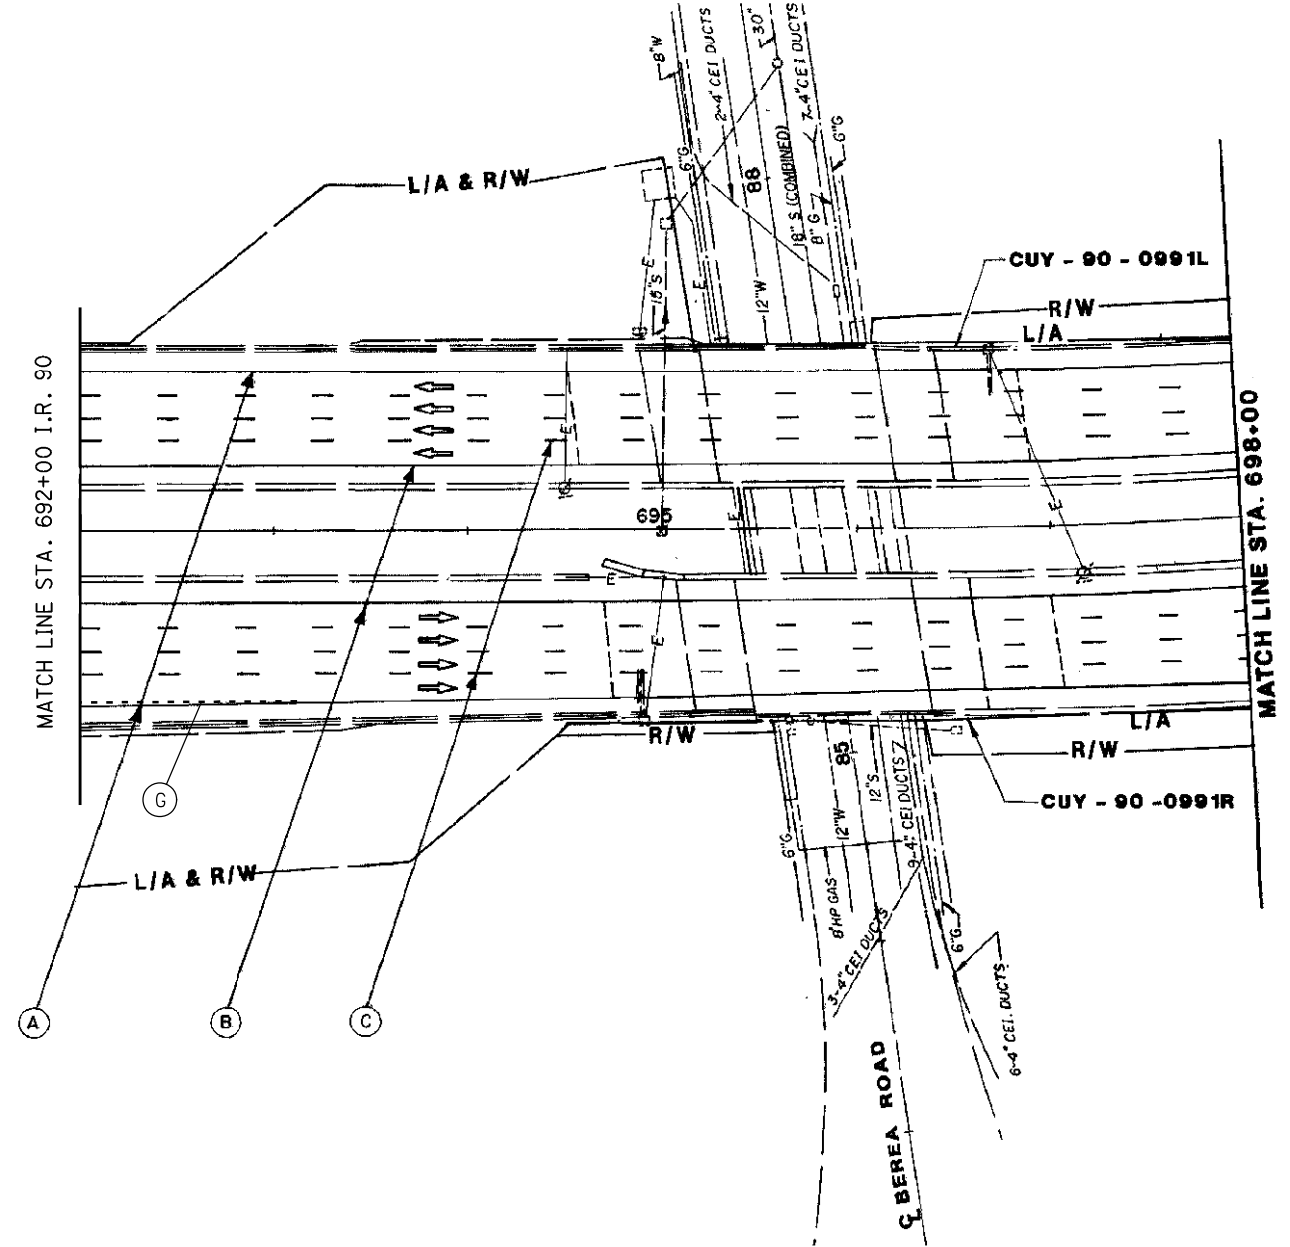 8"W
2-4" CEI DUCTS
30"
7-4" CEI DUCTS
6"G
6"G
88
18" S (COMBINED)
8" G
L/A & R/W
E
15"S
E
12"W
CUY - 90 - 0991L
R/W
L/A
MATCH LINE STA. 692+00 I.R. 90
MATCH LINE STA. 698+00
E
E
E
695
E
E
R/W
L/A
R/W
85
12"S
G
CUY - 90 -0991R
L/A & R/W
6"G
12"W
9-4" CEI DUCTS
8" HP GAS
3-4" CEI DUCTS
6"G
6-4" CEI. DUCTS
A
B
C
℄ BEREA ROAD